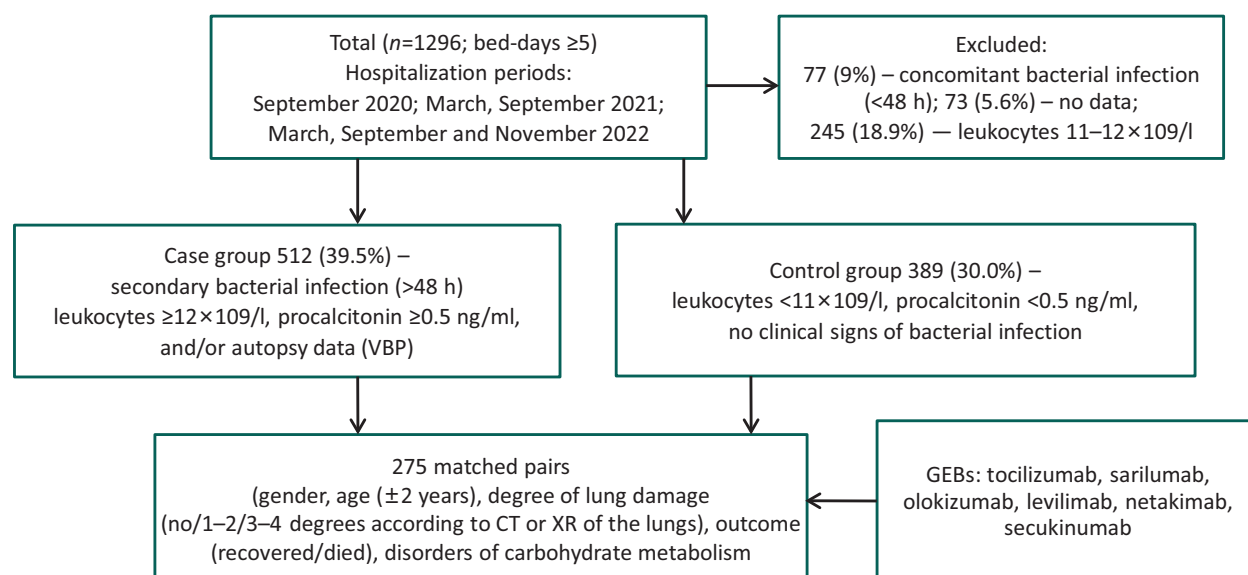 Total (n=1296; bed-days ≥5)
Hospitalization periods:
September 2020; March, September 2021;
March, September and November 2022
Excluded:
77 (9%) – concomitant bacterial infection
(<48 h); 73 (5.6%) – no data;
245 (18.9%) — leukocytes 11–12×109/l
Case group 512 (39.5%) –
secondary bacterial infection (>48 h)
leukocytes ≥12×109/l, procalcitonin ≥0.5 ng/ml,
and/or autopsy data (VBP)
Control group 389 (30.0%) –
leukocytes <11×109/l, procalcitonin <0.5 ng/ml,
no clinical signs of bacterial infection
275 matched pairs
(gender, age (±2 years), degree of lung damage
(no/1–2/3–4 degrees according to CT or XR of the lungs), outcome
(recovered/died), disorders of carbohydrate metabolism
GEBs: tocilizumab, sarilumab,
olokizumab, levilimab, netakimab,
secukinumab